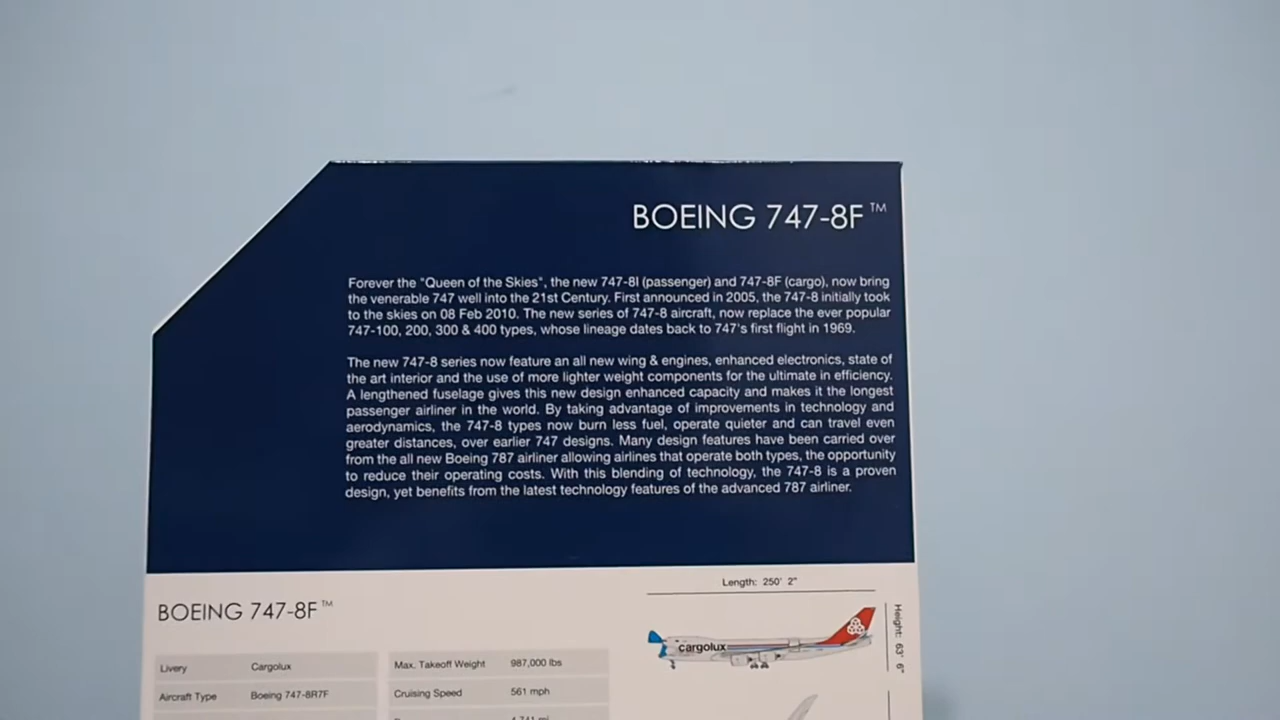 BOEING 747-8F™
Forever the "Queen of the Skies", the new 747-8I (passenger) and 747-8F (cargo), now bring
the venerable 747 well into the 21st Century. First announced in 2005, the 747-8 initially took
to the skies on 08 Feb 2010. The new series of 747-8 aircraft, now replace the ever popular
747-100, 200, 300 & 400 types, whose lineage dates back to 747's first flight in 1969.
The new 747-8 series now feature an all new wing & engines, enhanced electronics, state of
the art interior and the use of more lighter weight components for the ultimate in efficiency.
A lengthened fuselage gives this new design enhanced capacity and makes it the longest
passenger airliner in the world. By taking advantage of improvements in technology and
aerodynamics, the 747-8 types now burn less fuel, operate quieter and can travel even
greater distances, over earlier 747 designs. Many design features have been carried over
from the all new Boeing 787 airliner allowing airlines that operate both types, the opportunity
to reduce their operating costs. With this blending of technology, the 747-8 is a proven
design, yet benefits from the latest technology features of the advanced 787 airliner.
BOEING 747-8F™
Livery Cargolux
Aircraft Type Boeing 747-8R7F
Max. Takeoff Weight 987,000 lbs
Cruising Speed 561 mph
Length: 250' 2"
cargolux
Height: 63' 6"